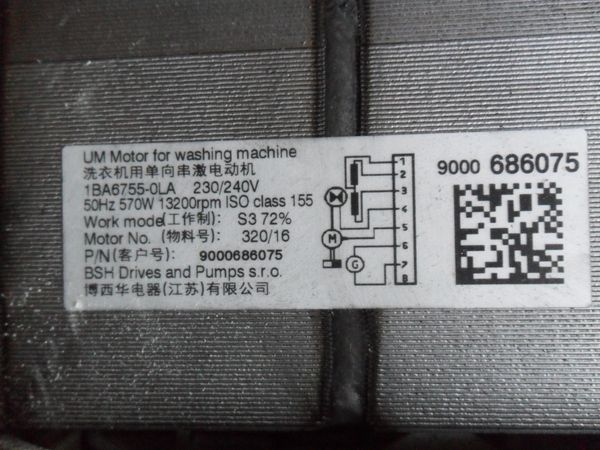 UM Motor for washing machine
洗衣机用单向串激电动机
1BA6755-0LA 230/240V
50Hz 570W 13200rpm ISO class 155
Work mode(工作制): S3 72%
Motor No. (物料号): 320/16
P/N(客户号): 9000686075
BSH Drives and Pumps s.r.o.
博西华电器(江苏)有限公司
1
2
3
4
5
6
7
8
M
G
9000 686075